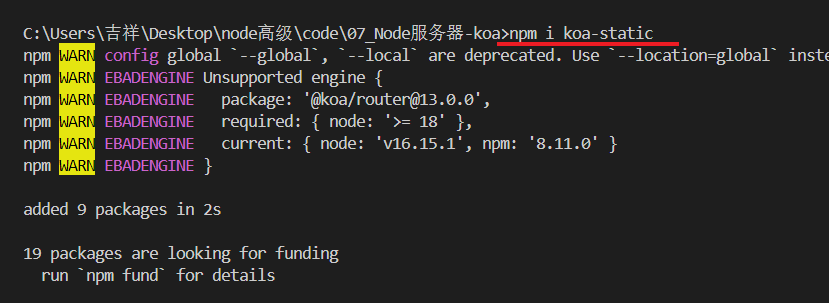 C:\Users\吉祥\Desktop\node高级\code\07_Node服务器-koa>npm i koa-static
npm WARN config global `--global`, `--local` are deprecated. Use `--location=global` inste
npm WARN EBADENGINE Unsupported engine {
npm WARN EBADENGINE   package: '@koa/router@13.0.0',
npm WARN EBADENGINE   required: { node: '>= 18' },
npm WARN EBADENGINE   current: { node: 'v16.15.1', npm: '8.11.0' }
npm WARN EBADENGINE }
added 9 packages in 2s
19 packages are looking for funding
  run `npm fund` for details